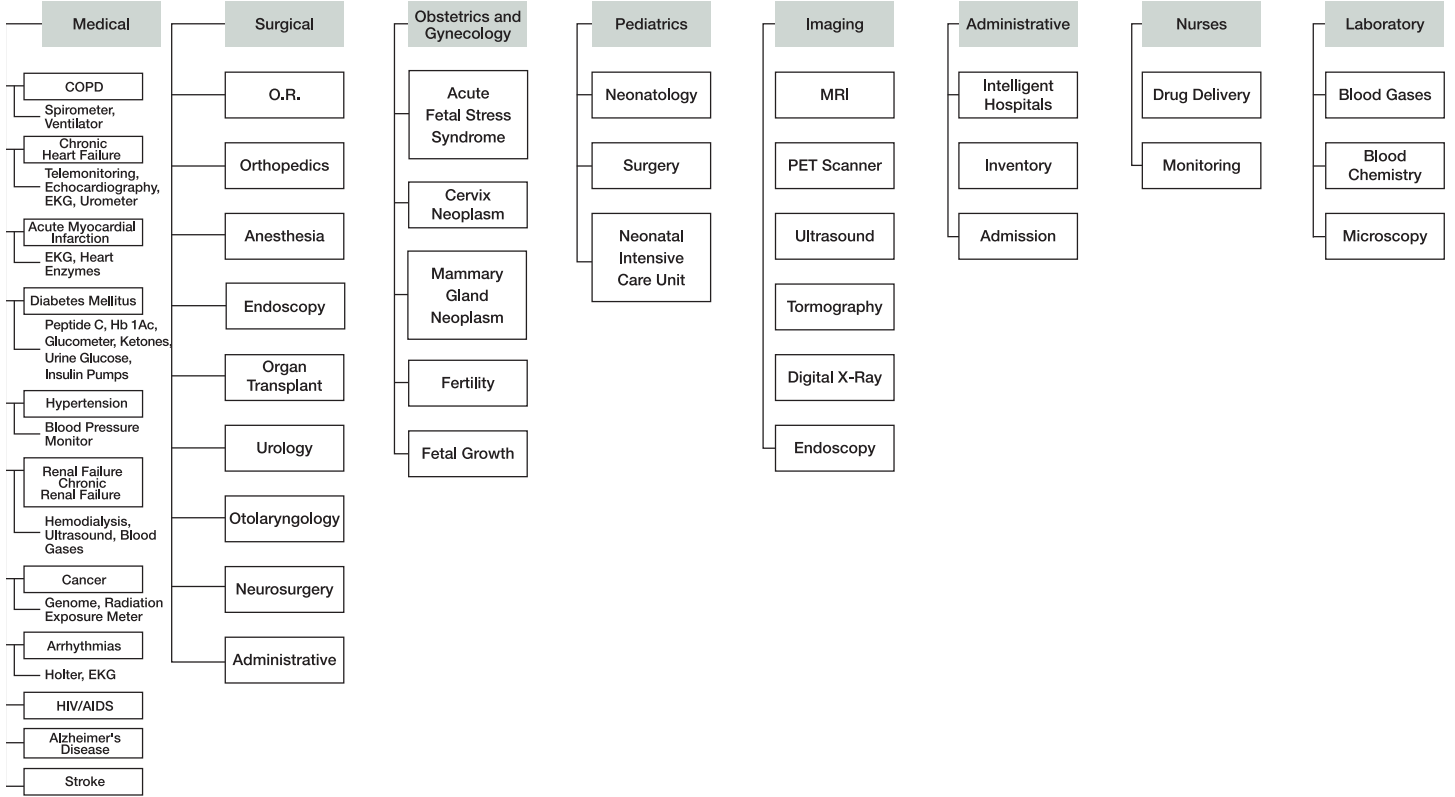 Medical
COPD
Spirometer,
Ventilator
Chronic
Heart Failure
Telemonitoring,
Echocardiography,
EKG, Urometer
Acute Myocardial
Infarction
EKG, Heart
Enzymes
Diabetes Mellitus
Peptide C, Hb 1Ac,
Glucometer, Ketones,
Urine Glucose,
Insulin Pumps
Hypertension
Blood Pressure
Monitor
Renal Failure
Chronic
Renal Failure
Hemodialysis,
Ultrasound, Blood
Gases
Cancer
Genome, Radiation
Exposure Meter
Arrhythmias
Holter, EKG
HIV/AIDS
Alzheimer's
Disease
Stroke
Surgical
O.R.
Orthopedics
Anesthesia
Endoscopy
Organ
Transplant
Urology
Otolaryngology
Neurosurgery
Administrative
Obstetrics and
Gynecology
Acute
Fetal Stress
Syndrome
Cervix
Neoplasm
Mammary
Gland
Neoplasm
Fertility
Fetal Growth
Pediatrics
Neonatology
Surgery
Neonatal
Intensive
Care Unit
Imaging
MRI
PET Scanner
Ultrasound
Tormography
Digital X-Ray
Endoscopy
Administrative
Intelligent
Hospitals
Inventory
Admission
Nurses
Drug Delivery
Monitoring
Laboratory
Blood Gases
Blood
Chemistry
Microscopy